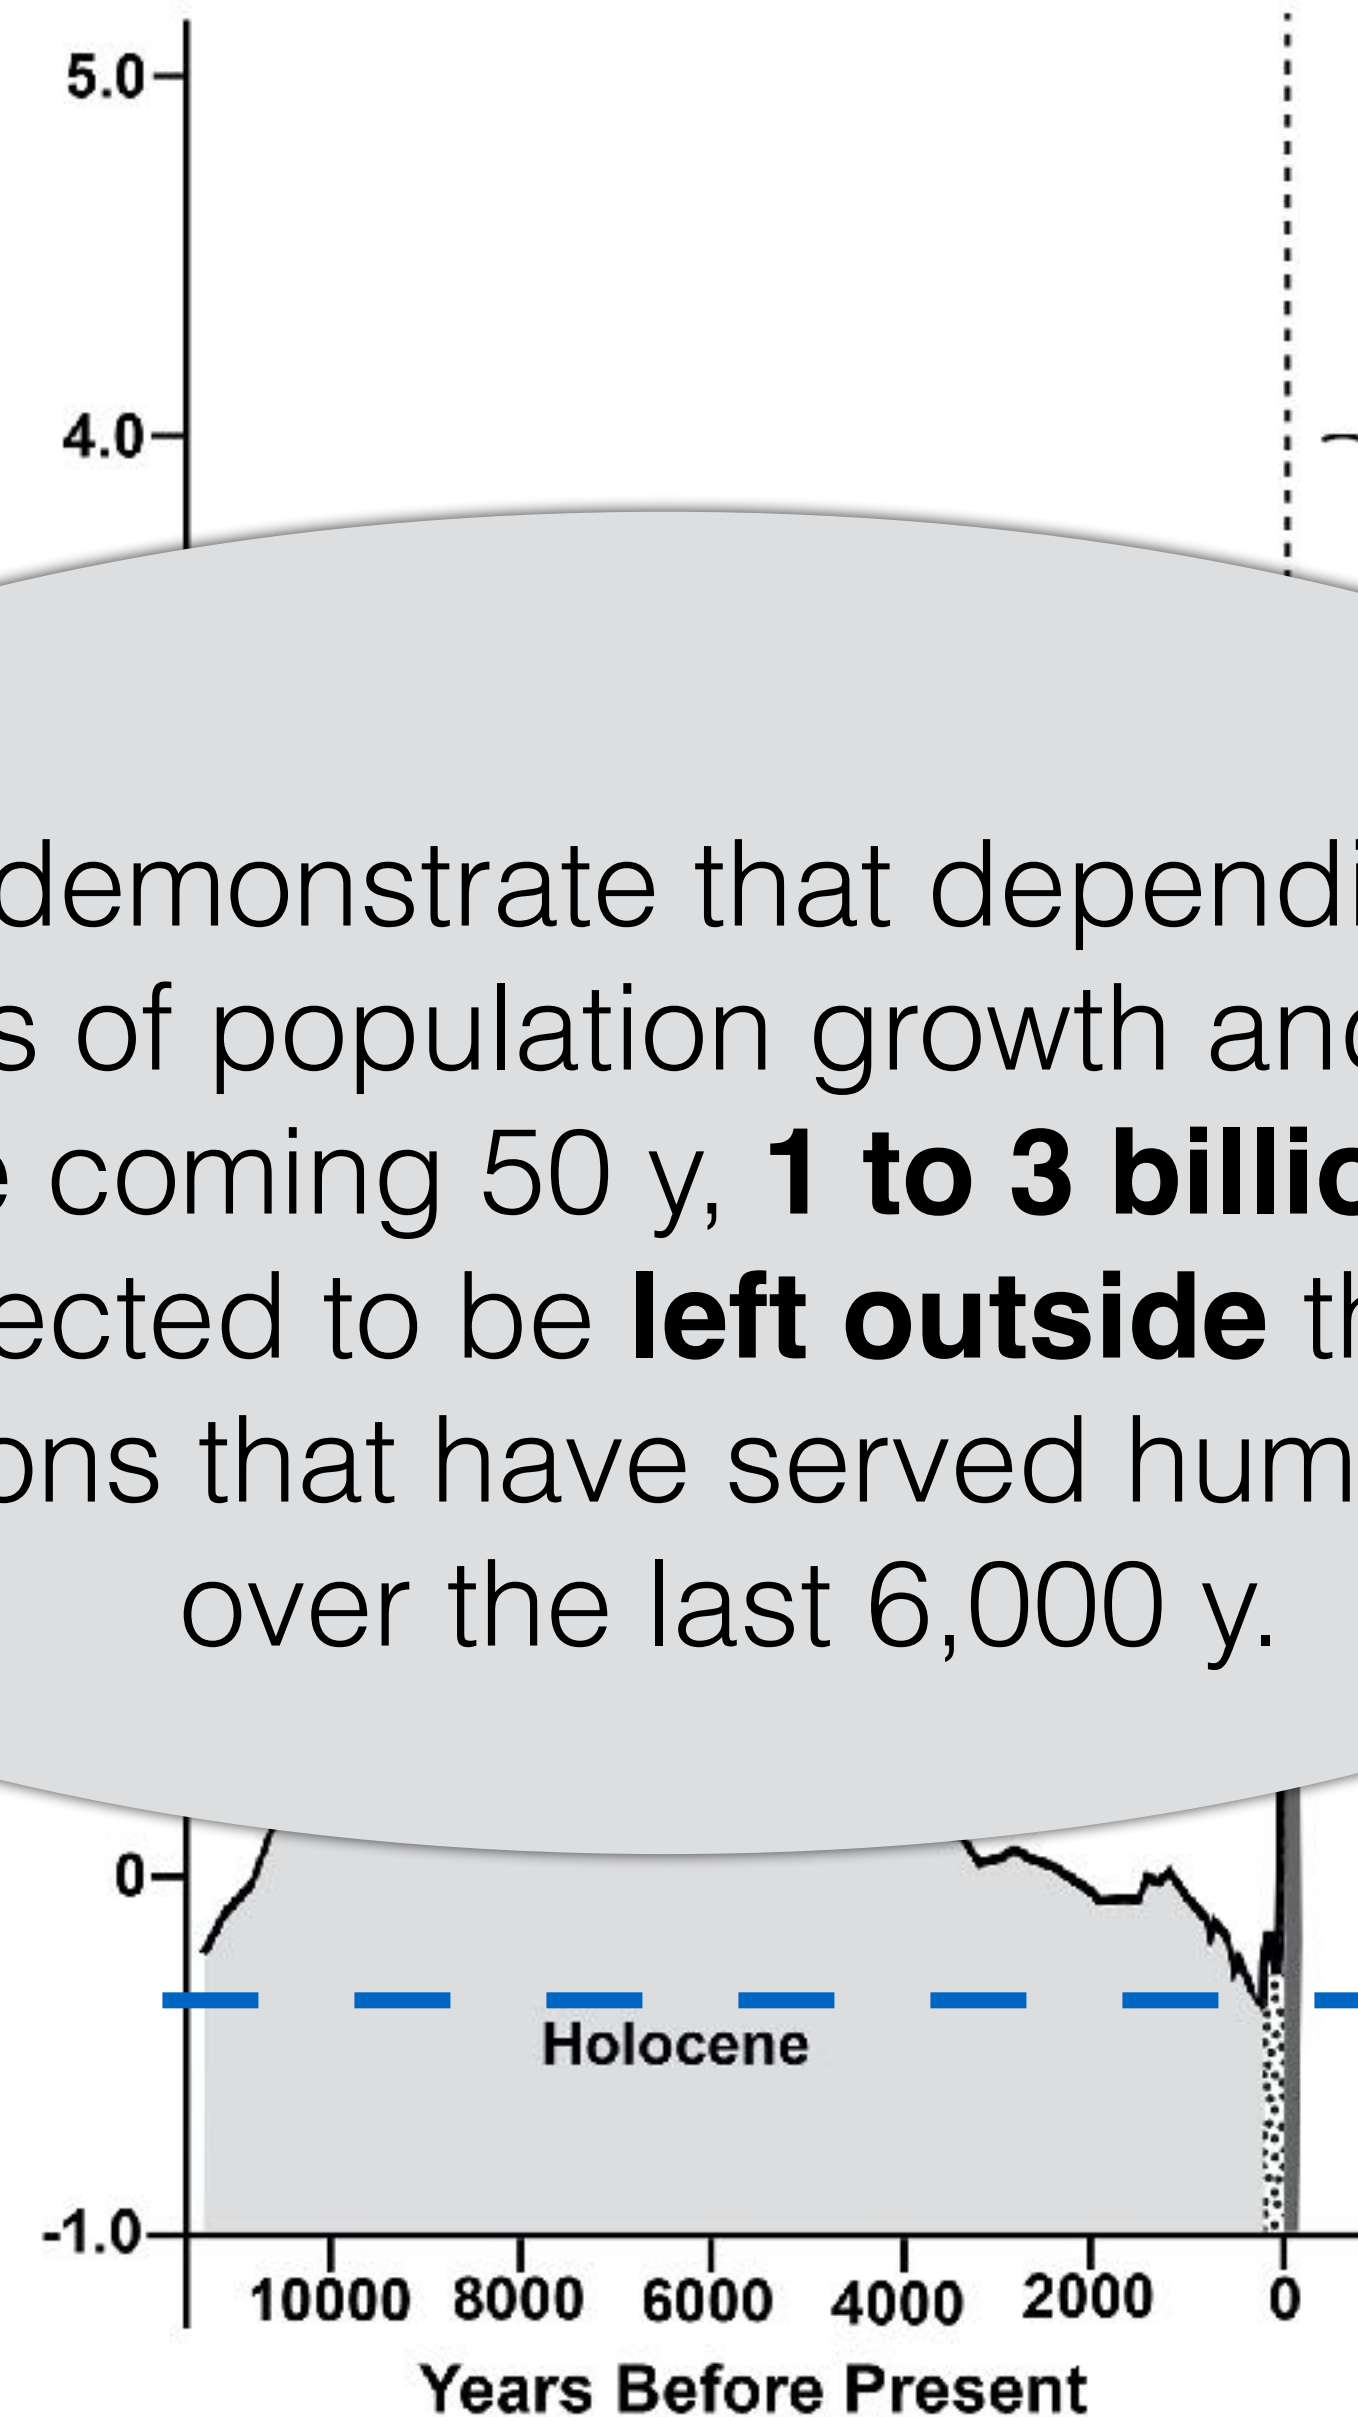 5.0
4.0
demonstrate that dependi
s of population growth and
e coming 50 y, 1 to 3 billio
ected to be left outside th
ons that have served hum
over the last 6,000 y.
0
Holocene
-1.0
10000 8000 6000 4000 2000 0
Years Before Present